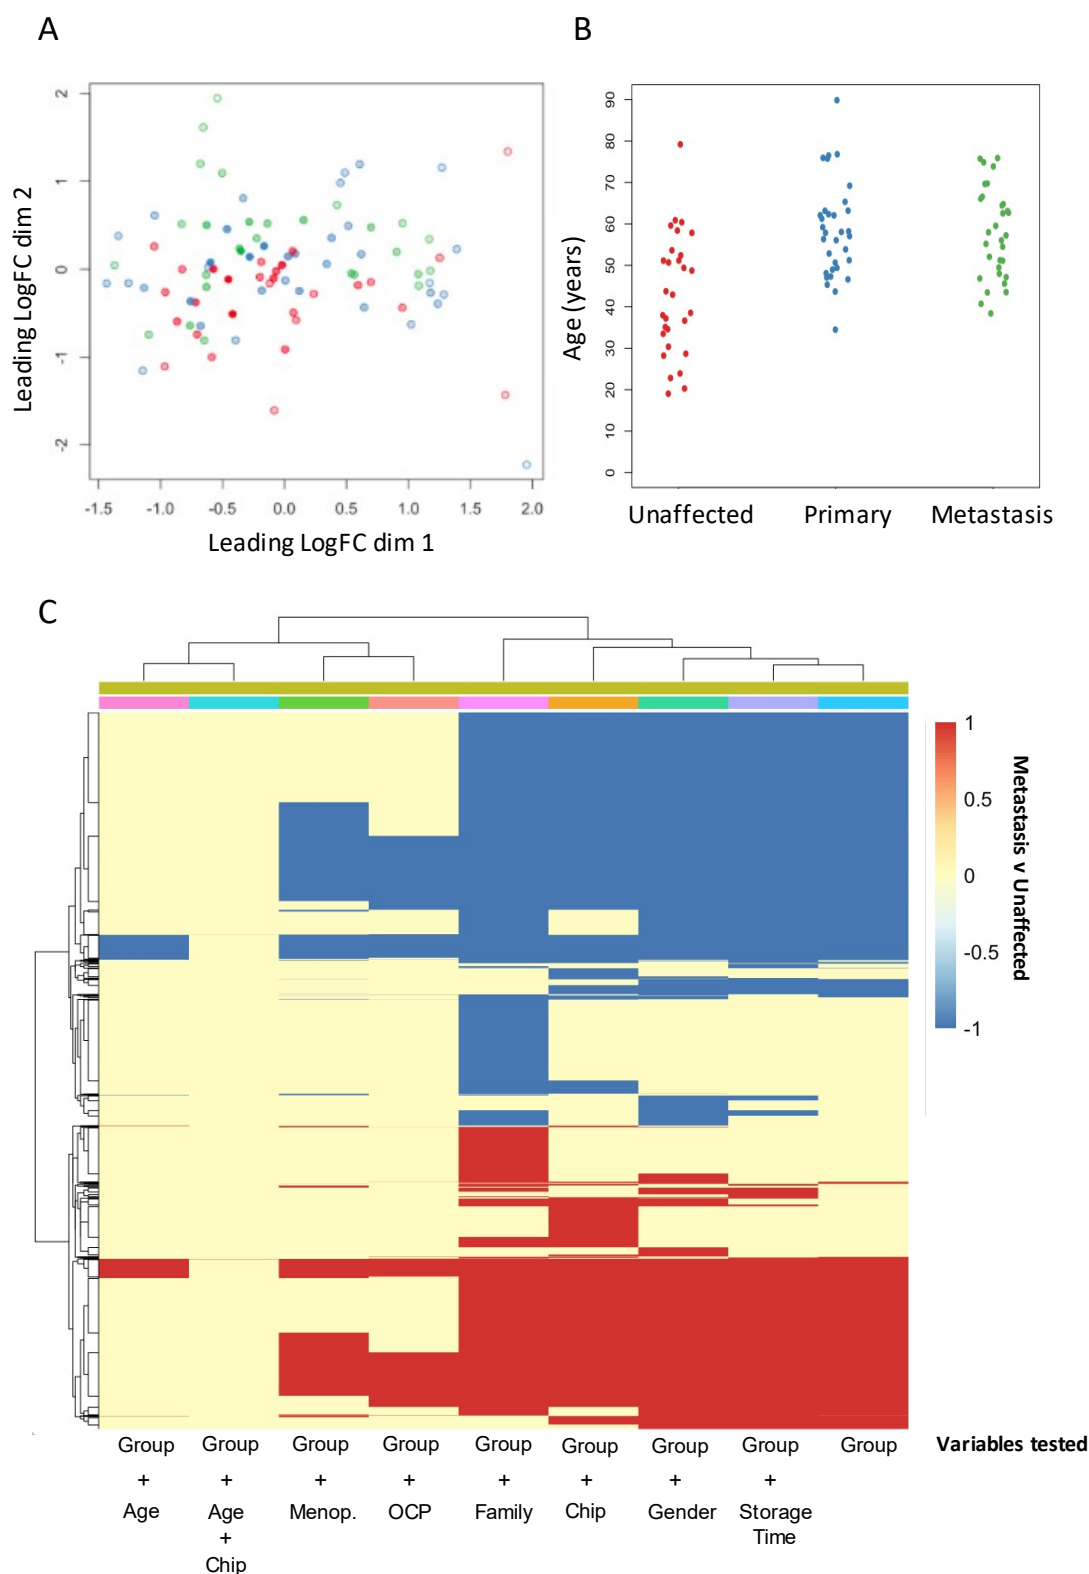 A
B
2
1
0
-1
-2
Leading LogFC dim 2
-1.5 -1.0 -0.5 0.0 0.5 1.0 1.5 2.0
Leading LogFC dim 1
90
80
70
60
50
40
30
20
10
0
Age (years)
Unaffected Primary Metastasis
C
1
0.5
0
-0.5
-1
Metastasis v Unaffected
Group Group Group Group Group Group Group Group Group Variables tested
+ + + + + + + +
Age Age Menop. OCP Family Chip Gender Storage
+ Time
Chip